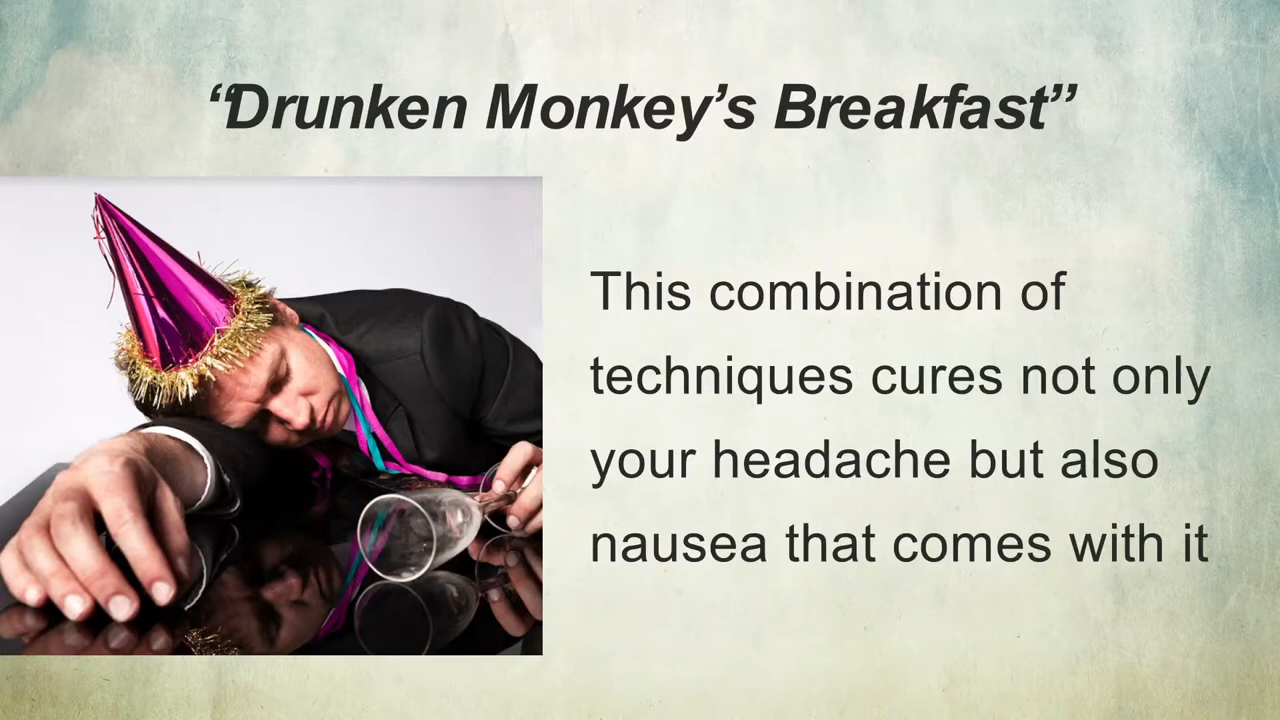 “Drunken Monkey’s Breakfast”
This combination of
techniques cures not only
your headache but also
nausea that comes with it